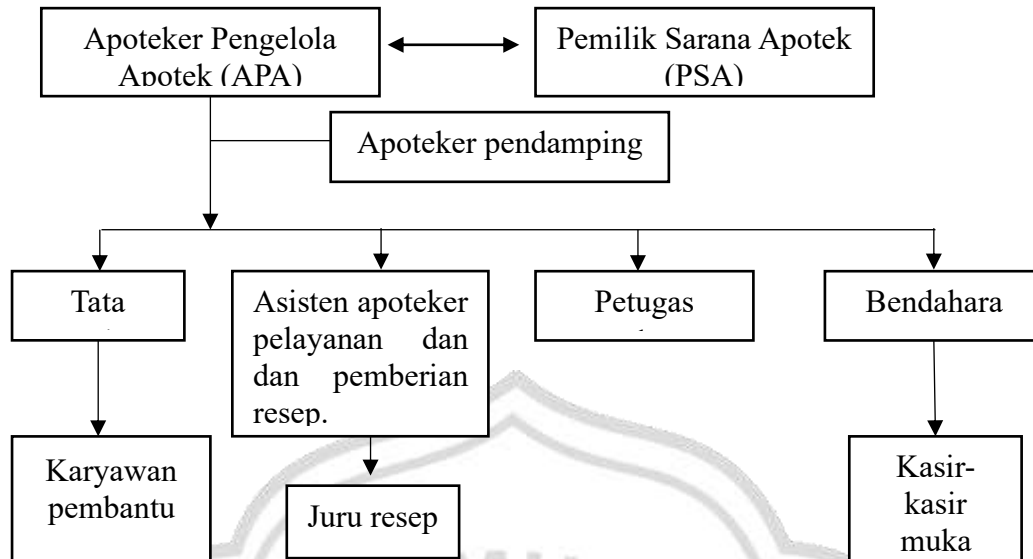 Apoteker Pengelola
Apotek (APA)
Pemilik Sarana Apotek
(PSA)
Apoteker pendamping
Tata
Asisten apoteker
pelayanan dan
dan pemberian
resep.
Petugas
Bendahara
Karyawan
pembantu
Juru resep
Kasir-
kasir
muka